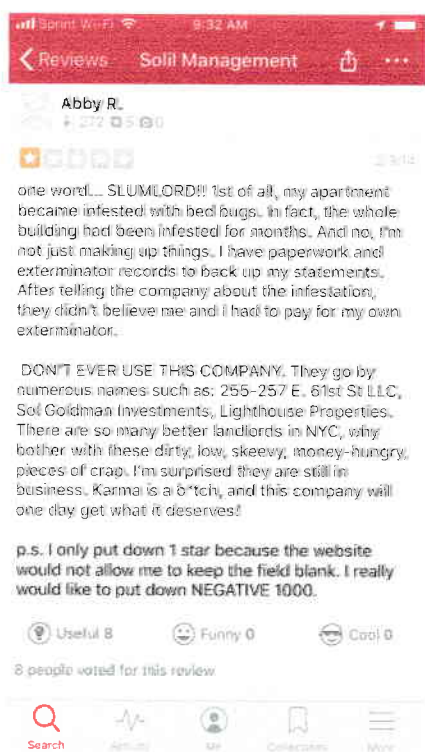 Sprint Wi-Fi 9:32 AM
Reviews Solil Management
Abby R.
272 5 0
one word... SLUMLORD!! 1st of all, my apartment
became infested with bed bugs. In fact, the whole
building had been infested for months. And no, I'm
not just making up things. I have paperwork and
exterminator records to back up my statements.
After telling the company about the infestation,
they didn't believe me and I had to pay for my own
exterminator.
DON'T EVER USE THIS COMPANY. They go by
numerous names such as: 255-257 E. 61st St LLC,
Sol Goldman Investments, Lighthouse Properties.
There are so many better landlords in NYC, why
bother with these dirty, low, skeevy, money-hungry,
pieces of crap. I'm surprised they are still in
business. Karma is a b*tch, and this company will
one day get what it deserves!
p.s. I only put down 1 star because the website
would not allow me to keep the field blank. I really
would like to put down NEGATIVE 1000.
Useful 8 Funny 0 Cool 0
8 people voted for this review
Search Activity Me Collections More